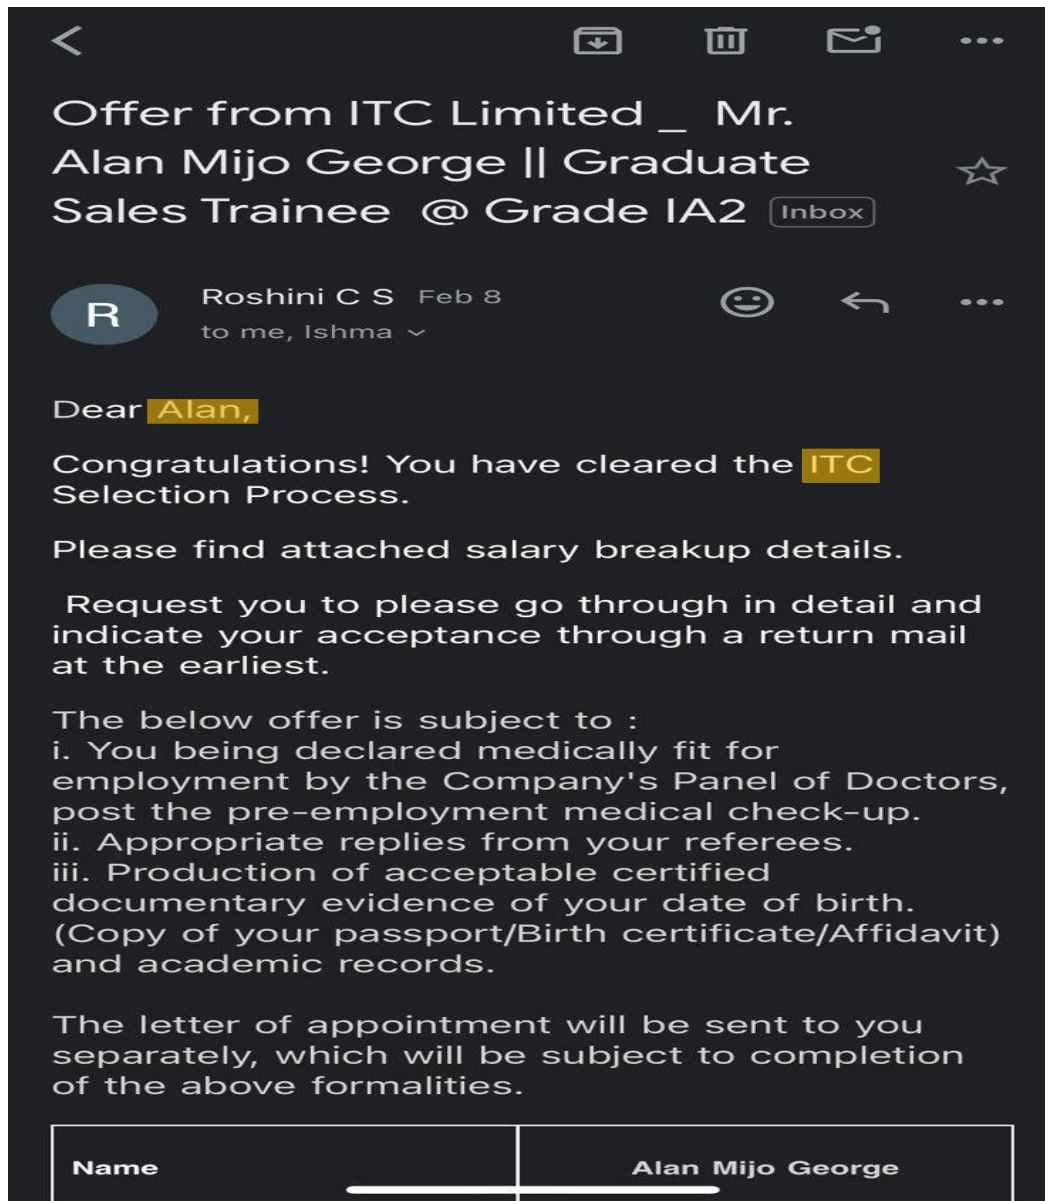 Offer from ITC Limited _ Mr.
Alan Mijo George || Graduate
Sales Trainee @ Grade IA2 Inbox
R
Roshini C S Feb 8
to me, Ishma
Dear Alan,
Congratulations! You have cleared the ITC
Selection Process.
Please find attached salary breakup details.
Request you to please go through in detail and
indicate your acceptance through a return mail
at the earliest.
The below offer is subject to :
i. You being declared medically fit for
employment by the Company's Panel of Doctors,
post the pre-employment medical check-up.
ii. Appropriate replies from your referees.
iii. Production of acceptable certified
documentary evidence of your date of birth.
(Copy of your passport/Birth certificate/Affidavit)
and academic records.
The letter of appointment will be sent to you
separately, which will be subject to completion
of the above formalities.
Name Alan Mijo George